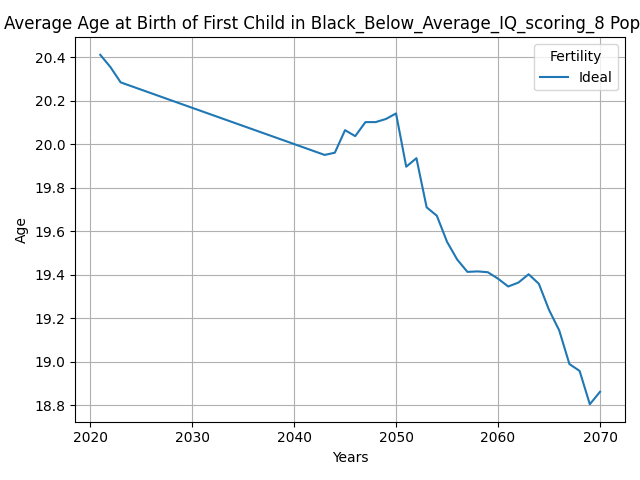 Average Age at Birth of First Child in Black_Below_Average_IQ_scoring_8 Pop
Fertility
Ideal
20.4
20.2
20.0
19.8
19.6
19.4
19.2
19.0
18.8
Age
2020 2030 2040 2050 2060 2070
Years